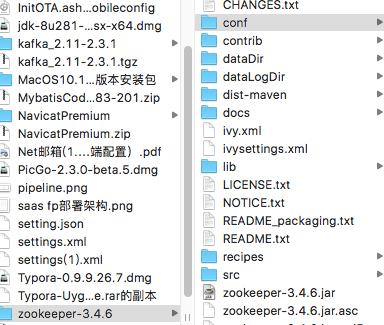 InitOTA.ash...obileconfig
jdk-8u281-...sx-x64.dmg
kafka_2.11-2.3.1
kafka_2.11-2.3.1.tgz
MacOS10.1...版本安装包
MybatisCod...83-201.zip
NavicatPremium
NavicatPremium.zip
Net邮箱(1....端配置）.pdf
PicGo-2.3.0-beta.5.dmg
pipeline.png
saas fp部署架构.png
setting.json
settings.xml
settings(1).xml
Typora-0.9.9.26.7.dmg
Typora-Uyg...e.rar的副本
zookeeper-3.4.6
CHANGES.txt
conf
contrib
dataDir
dataLogDir
dist-maven
docs
ivy.xml
ivysettings.xml
lib
LICENSE.txt
NOTICE.txt
README_packaging.txt
README.txt
recipes
src
zookeeper-3.4.6.jar
zookeeper-3.4.6.jar.asc